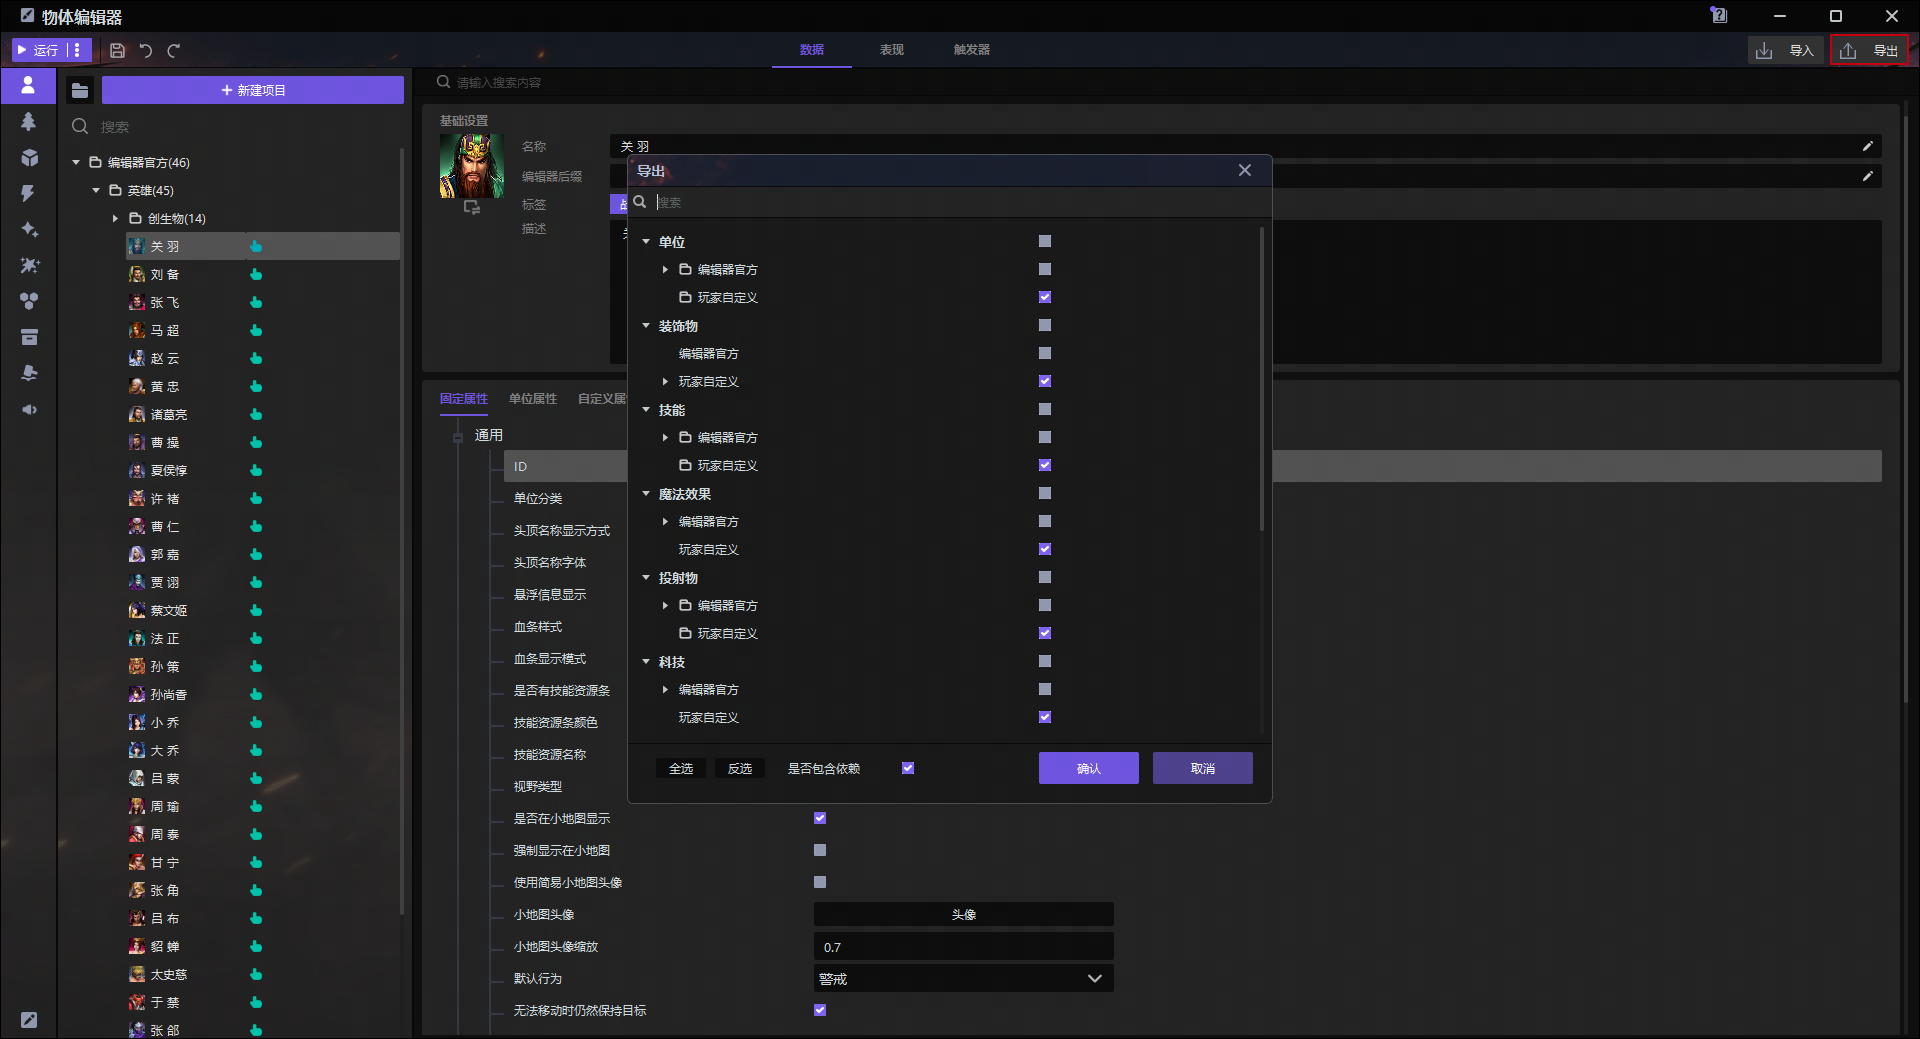 物体编辑器
运行
数据
表现
触发器
导入
导出
新建项目
搜索
编辑器官方(46)
英雄(45)
创生物(14)
关 羽
刘 备
张 飞
马 超
赵 云
黄 忠
诸葛亮
曹 操
夏侯惇
许 褚
曹 仁
郭 嘉
贾 诩
蔡文姬
法 正
孙 策
孙尚香
小 乔
大 乔
吕 蒙
周 瑜
周 泰
甘 宁
张 角
吕 布
貂 蝉
太史慈
于 禁
张 郃
请输入搜索内容
基础设置
名称
关 羽
编辑器后缀
标签
描述
固定属性
单位属性
自定义属
通用
ID
单位分类
头顶名称显示方式
头顶名称字体
悬浮信息显示
血条样式
血条显示模式
是否有技能资源条
技能资源条颜色
技能资源名称
视野类型
是否在小地图显示
强制显示在小地图
使用简易小地图头像
小地图头像
头像
小地图头像缩放
0.7
默认行为
警戒
无法移动时仍然保持目标
导出
搜索
单位
编辑器官方
玩家自定义
装饰物
编辑器官方
玩家自定义
技能
编辑器官方
玩家自定义
魔法效果
编辑器官方
玩家自定义
投射物
编辑器官方
玩家自定义
科技
编辑器官方
玩家自定义
全选
反选
是否包含依赖
确认
取消